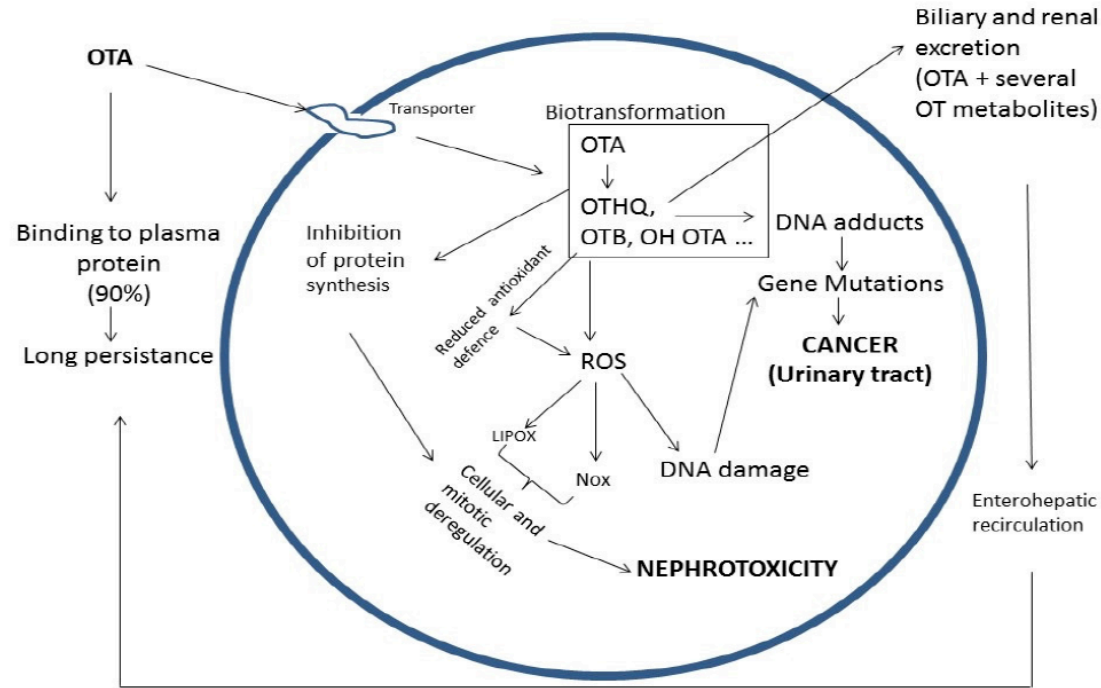 OTA
Transporter
Biotransformation
Biliary and renal
excretion
(OTA + several
OT metabolites)
OTA
OTHQ,
OTB, OH OTA ...
DNA adducts
Binding to plasma
protein
(90%)
Long persistance
Inhibition
of protein
synthesis
Reduced antioxidant
defence
Gene Mutations
CANCER
(Urinary tract)
ROS
LIPOX
Nox
DNA damage
Cellular and
mitotic
deregulation
NEPHROTOXICITY
Enterohepatic
recirculation